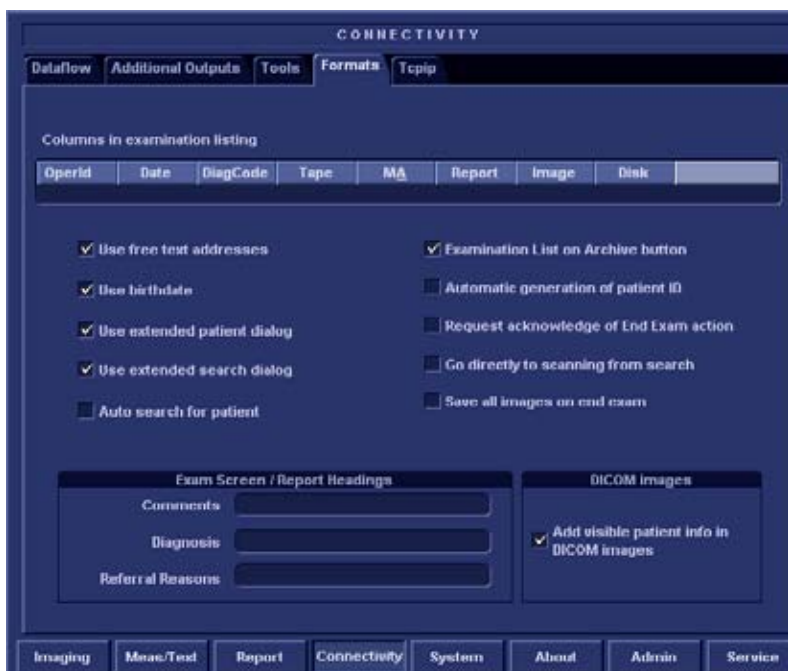 CONNECTIVITY
Dataflow Additional Outputs Tools Formats Tcpip
Columns in examination listing
OperId Date DiagCode Tape MA Report Image Disk
Use free text addresses
Use birthdate
Use extended patient dialog
Use extended search dialog
Auto search for patient
Examination List on Archive button
Automatic generation of patient ID
Request acknowledge of End Exam action
Go directly to scanning from search
Save all images on end exam
Exam Screen / Report Headings
Comments
Diagnosis
Referral Reasons
DICOM images
Add visible patient info in
DICOM images
Imaging Meas/Text Report Connectivity System About Admin Service